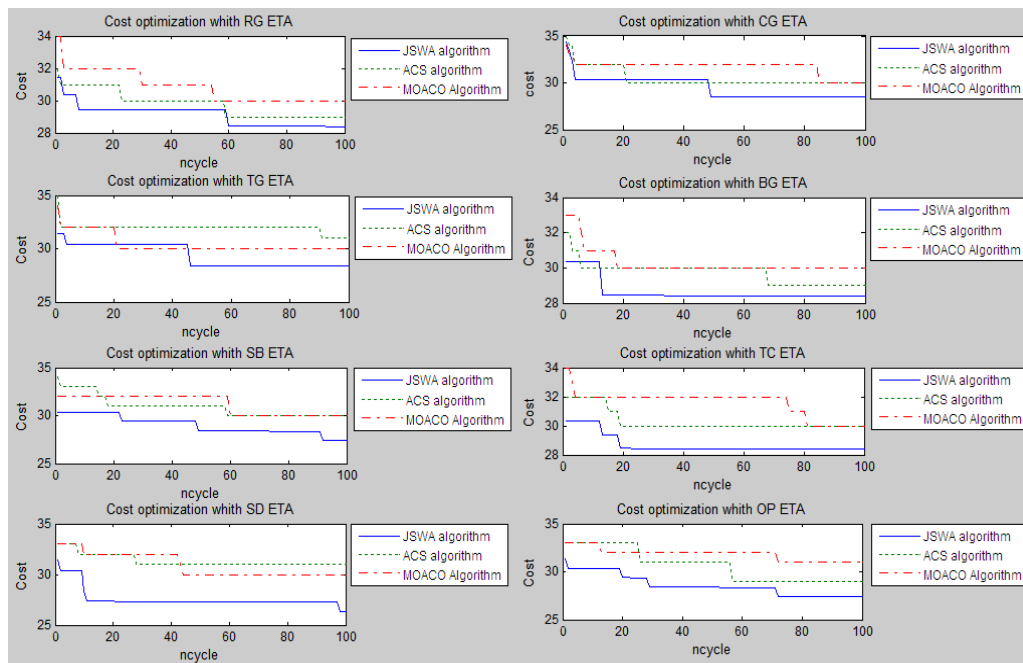 Cost optimization whith RG ETA
34
32
30
28
Cost
0 20 40 60 80 100
ncycle
JSWA algorithm
ACS algorithm
MOACO Algorithm
Cost optimization whith CG ETA
35
30
25
cost
0 20 40 60 80 100
ncycle
JSWA algorithm
ACS algorithm
MOACO Algorithm
Cost optimization whith TG ETA
35
30
25
Cost
0 20 40 60 80 100
ncycle
JSWA algorithm
ACS algorithm
MOACO Algorithm
Cost optimization whith BG ETA
34
32
30
28
Cost
0 20 40 60 80 100
ncycle
JSWA algorithm
ACS algorithm
MOACO Algorithm
Cost optimization whith SB ETA
35
30
25
Cost
0 20 40 60 80 100
ncycle
JSWA algorithm
ACS algorithm
MOACO Algorithm
Cost optimization whith TC ETA
34
32
30
28
Cost
0 20 40 60 80 100
ncycle
JSWA algorithm
ACS algorithm
MOACO Algorithm
Cost optimization whith SD ETA
35
30
25
Cost
0 20 40 60 80 100
ncycle
JSWA algorithm
ACS algorithm
MOACO Algorithm
Cost optimization whith OP ETA
35
30
25
Cost
0 20 40 60 80 100
ncycle
JSWA algorithm
ACS algorithm
MOACO Algorithm